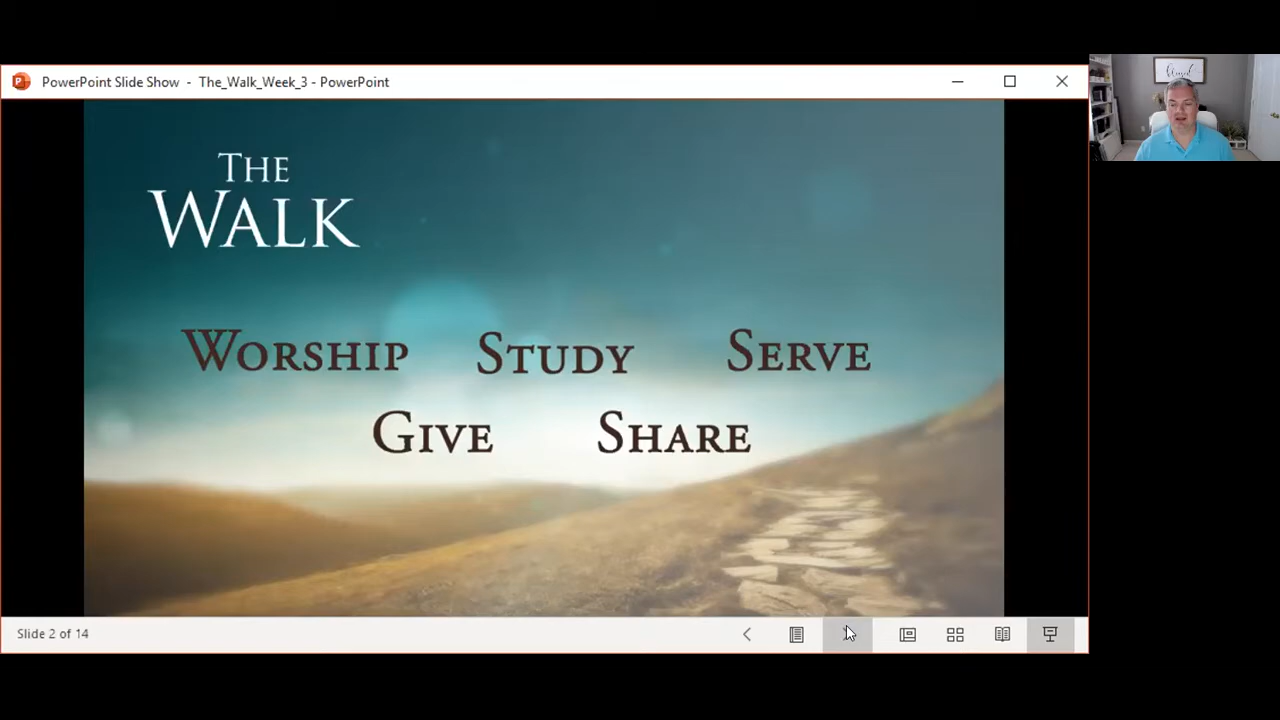 PowerPoint Slide Show - The_Walk_Week_3 - PowerPoint
THE
WALK
WORSHIP STUDY SERVE
GIVE SHARE
Slide 2 of 14